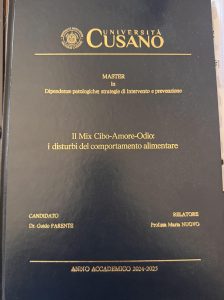 UNIVERSITÀ
CUSANO
MASTER
in
Dipendenze patologiche: strategie di intervento e prevenzione
Il Mix Cibo-Amore-Odio:
i disturbi del comportamento alimentare
CANDIDATO
RELATORE:
Dr. Guido PARENTE
Prof.ssa Maria NUOVO
ANNO ACCADEMICO 2024-2025